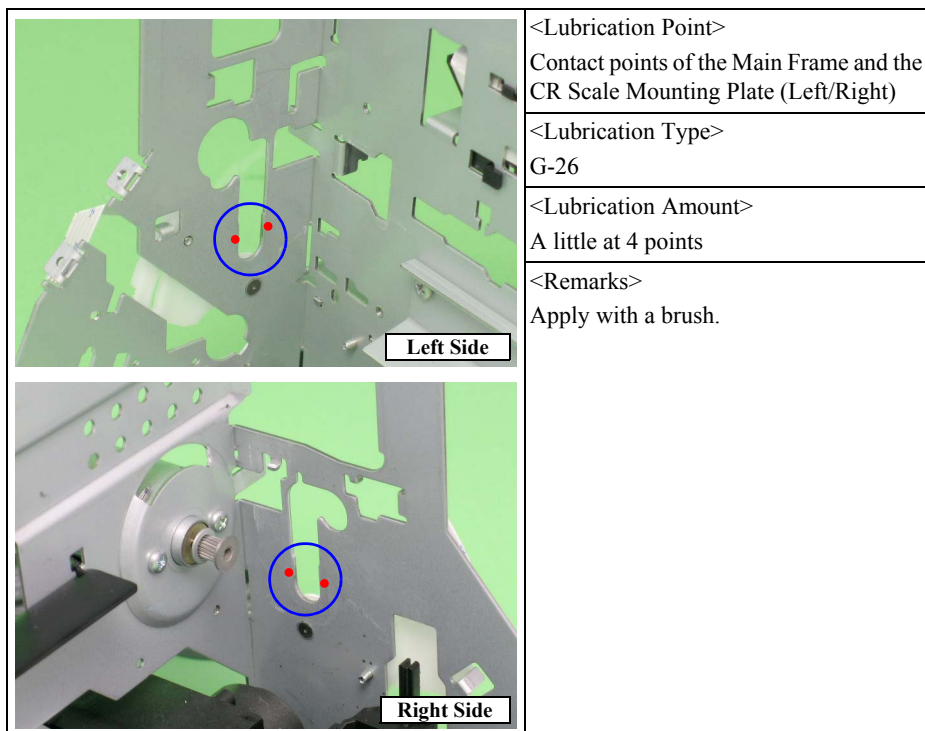 <Lubrication Point>
Contact points of the Main Frame and the
CR Scale Mounting Plate (Left/Right)
<Lubrication Type>
G-26
<Lubrication Amount>
A little at 4 points
<Remarks>
Apply with a brush.
Left Side
Right Side